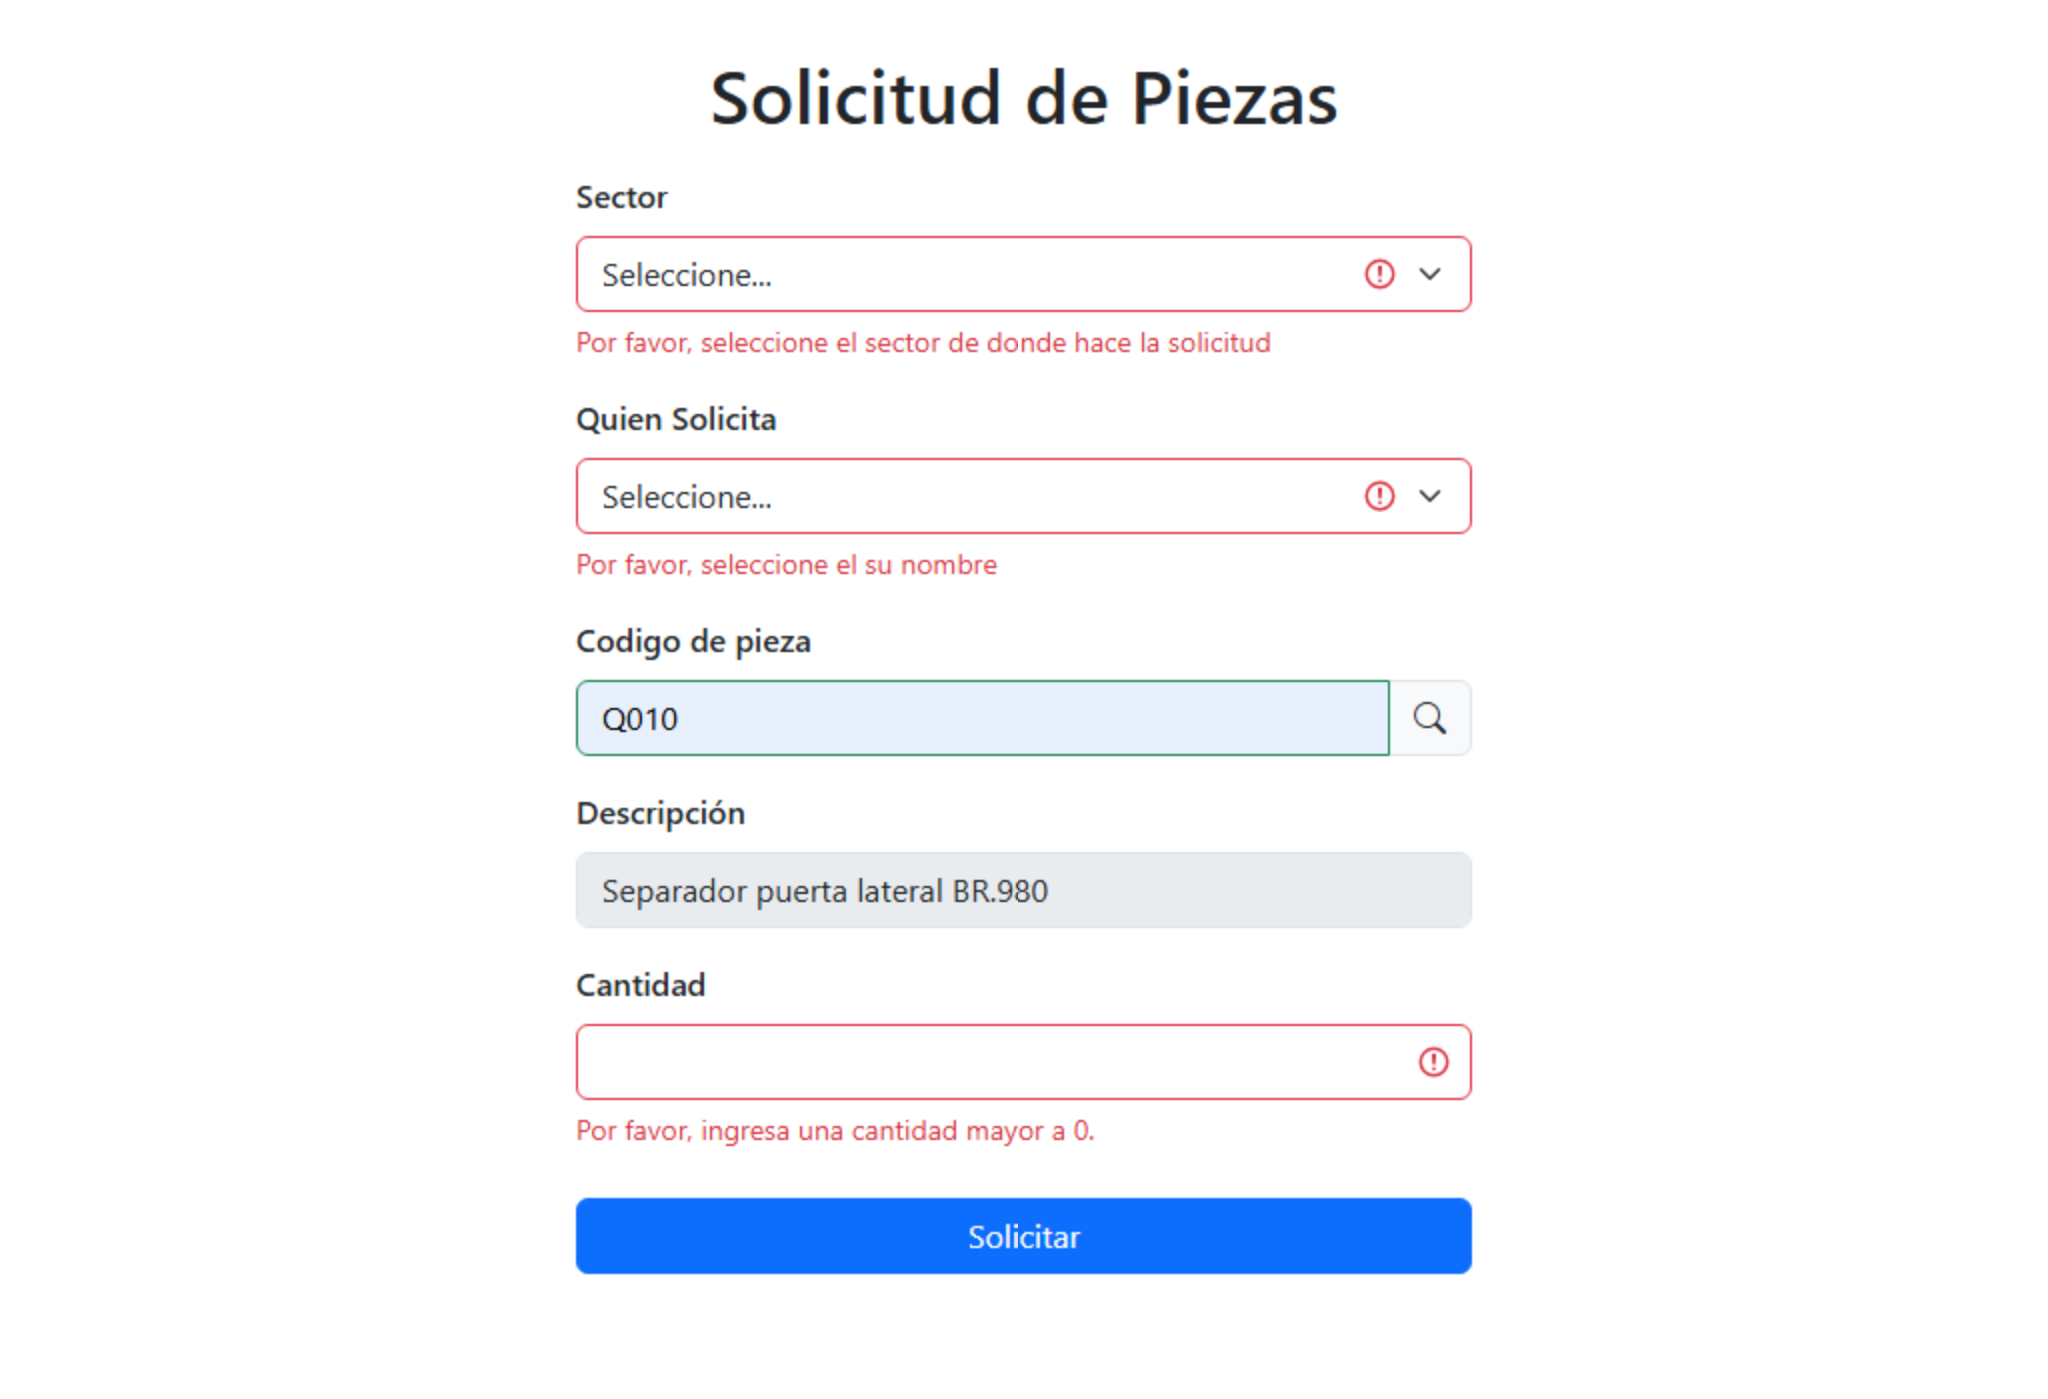 Solicitud de Piezas
Sector
Seleccione...
Por favor, seleccione el sector de donde hace la solicitud
Quien Solicita
Seleccione...
Por favor, seleccione el su nombre
Codigo de pieza
Q010
Descripción
Separador puerta lateral BR.980
Cantidad
Por favor, ingresa una cantidad mayor a 0.
Solicitar